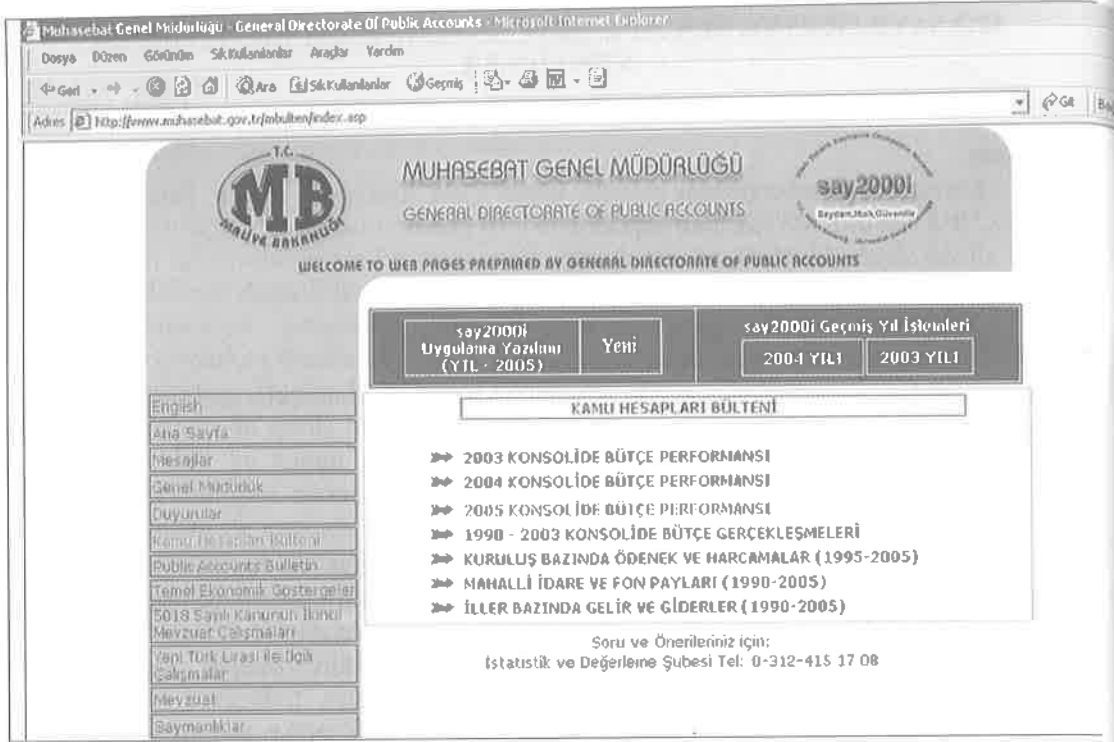 Muhasebat Genel Müdürlüğü - General Directorate Of Public Accounts - Microsoft Internet Explorer
Dosya Düzen Görünüm Sık Kullanılanlar Araçlar Yardım
Geri Ara Sık Kullanılanlar Geçmiş
Adres http://www.muhasebat.gov.tr/mbulten/index.asp Git
T.C.
MB
MALİYE BAKANLIĞI
MUHASEBAT GENEL MÜDÜRLÜĞÜ
GENERAL DIRECTORATE OF PUBLIC ACCOUNTS
say2000i
WELCOME TO WEB PAGES PREPARED BY GENERAL DIRECTORATE OF PUBLIC ACCOUNTS
say2000i
Uygulama Yazılımı
(YTL - 2005)
Yeni
say2000i Geçmiş Yıl İşlemleri
2004 YILI 2003 YILI
English
Ana Sayfa
Mesajlar
Genel Müdürlük
Duyurular
Kamu Hesapları Bülteni
Public Accounts Bulletin
Temel Ekonomik Göstergeler
5018 Sayılı Kanunun İkincil
Mevzuat Çalışmaları
Yeni Türk Lirası ile İlgili
Çalışmalar
Mevzuat
Saymanlıklar
KAMU HESAPLARI BÜLTENİ
2003 KONSOLİDE BÜTÇE PERFORMANSI
2004 KONSOLİDE BÜTÇE PERFORMANSI
2005 KONSOLİDE BÜTÇE PERFORMANSI
1990 - 2003 KONSOLİDE BÜTÇE GERÇEKLEŞMELERİ
KURULUŞ BAZINDA ÖDENEK VE HARCAMALAR (1995-2005)
MAHALLİ İDARE VE FON PAYLARI (1990-2005)
İLLER BAZINDA GELİR VE GİDERLER (1990-2005)
Soru ve Önerileriniz için:
İstatistik ve Değerleme Şubesi Tel: 0-312-415 17 08